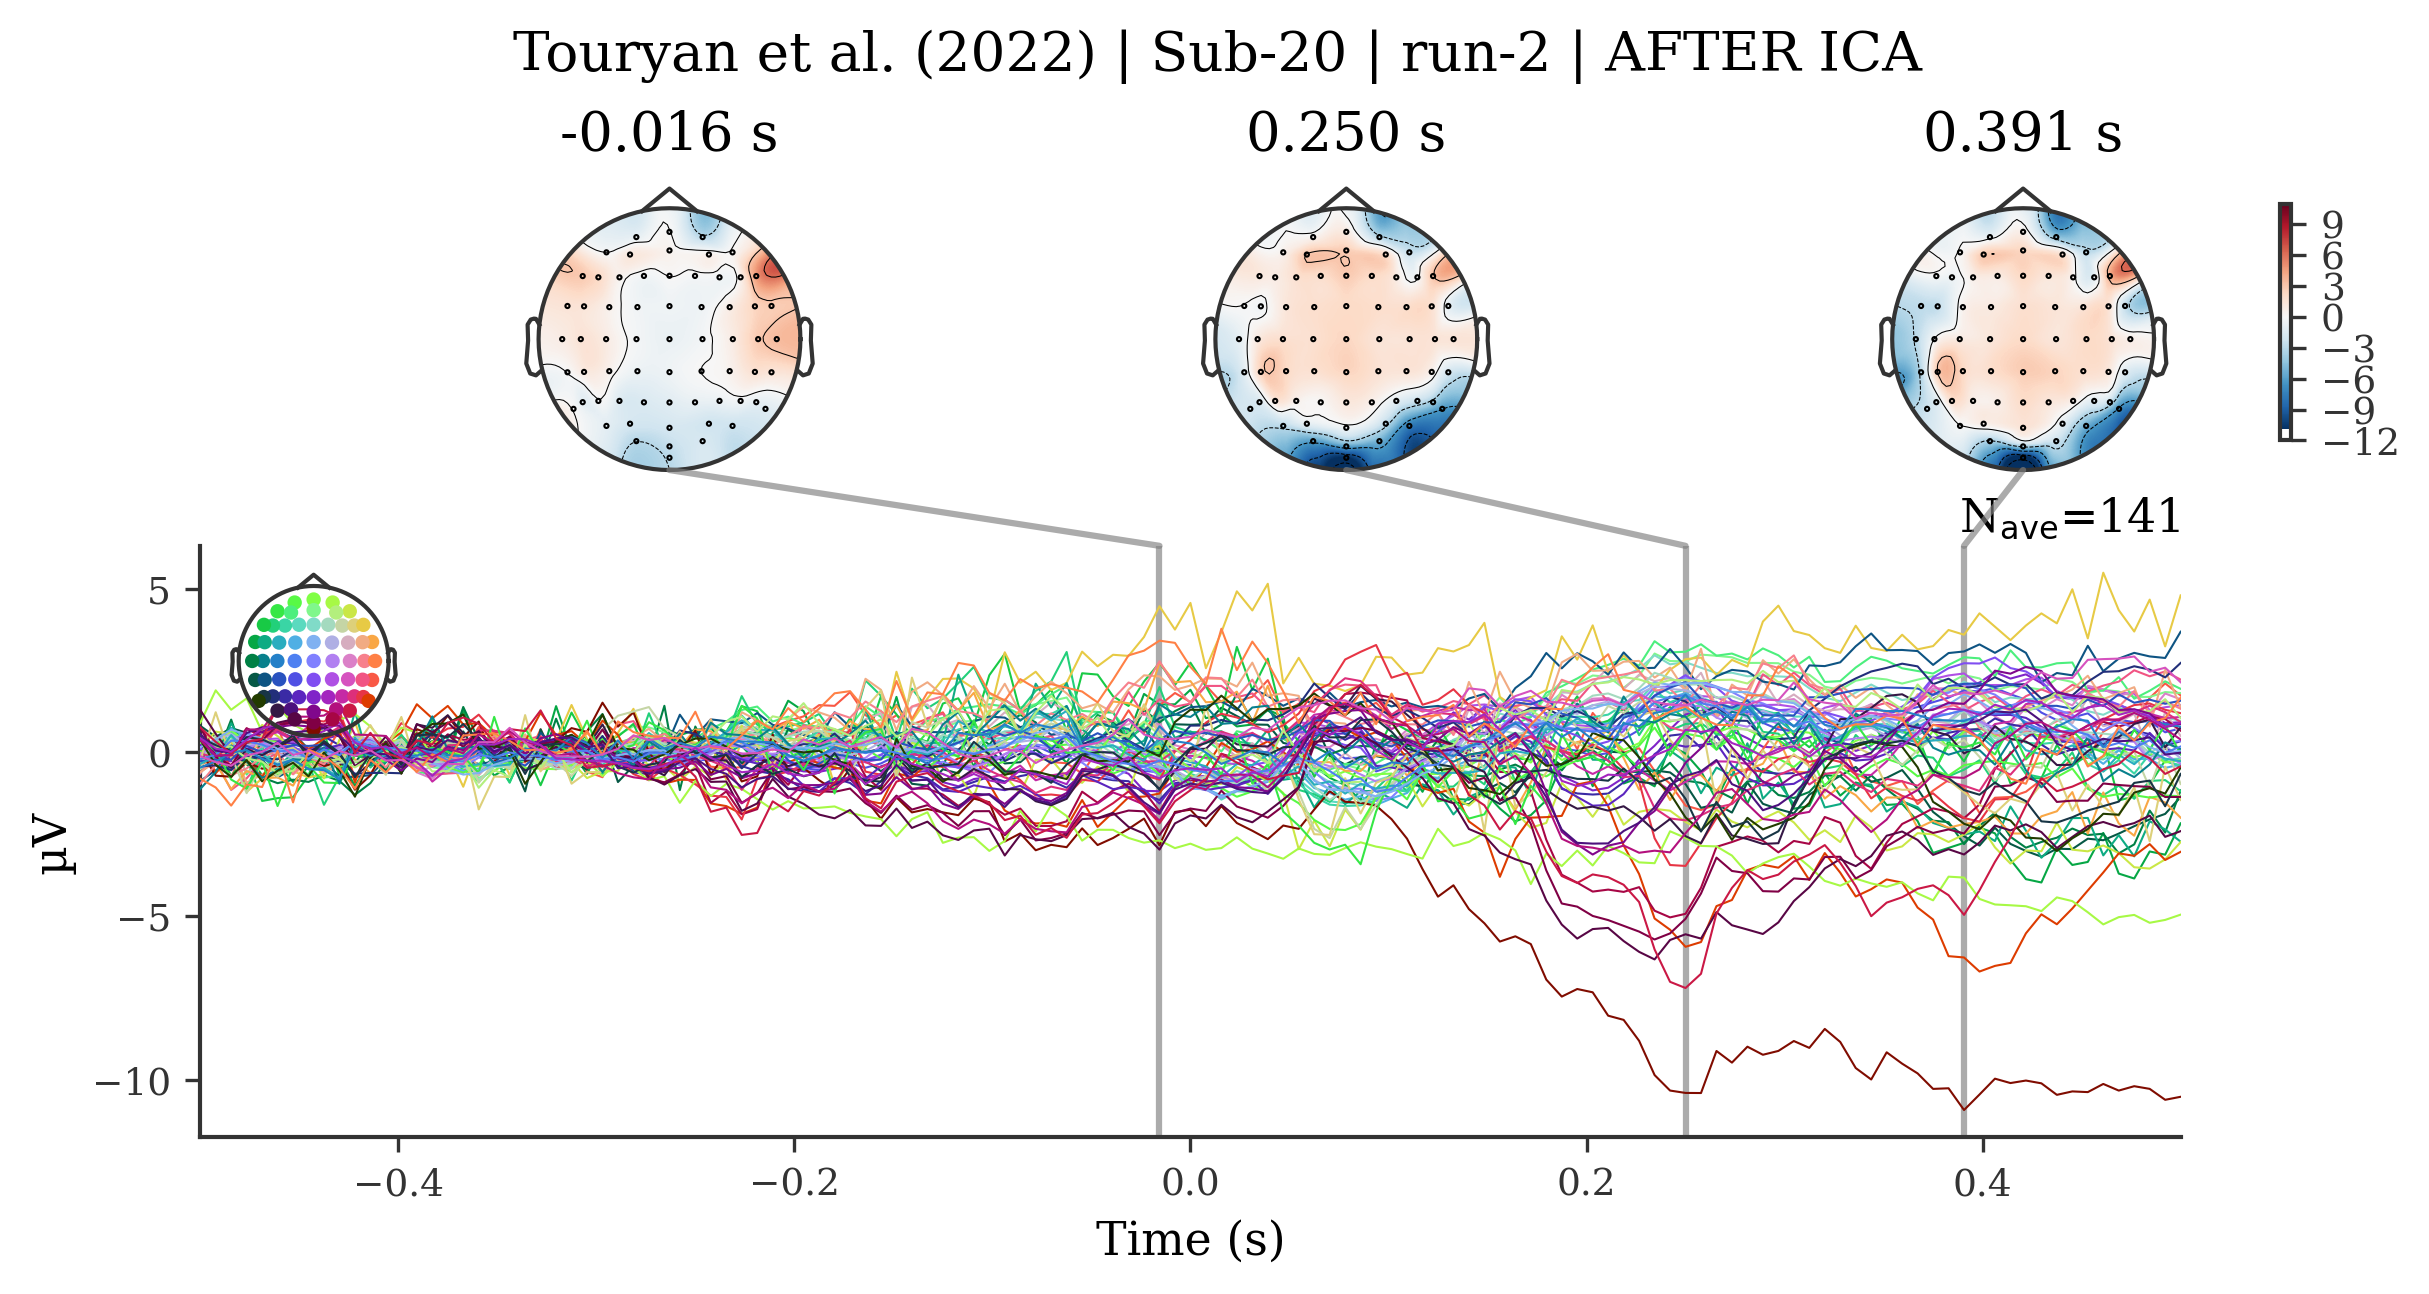 Touryan et al. (2022) | Sub-20 | run-2 | AFTER ICA
-0.016 s
0.250 s
0.391 s
9
6
3
0
−3
−6
−9
−12
Nave=141
5
0
−5
−10
µV
−0.4
−0.2
0.0
0.2
0.4
Time (s)